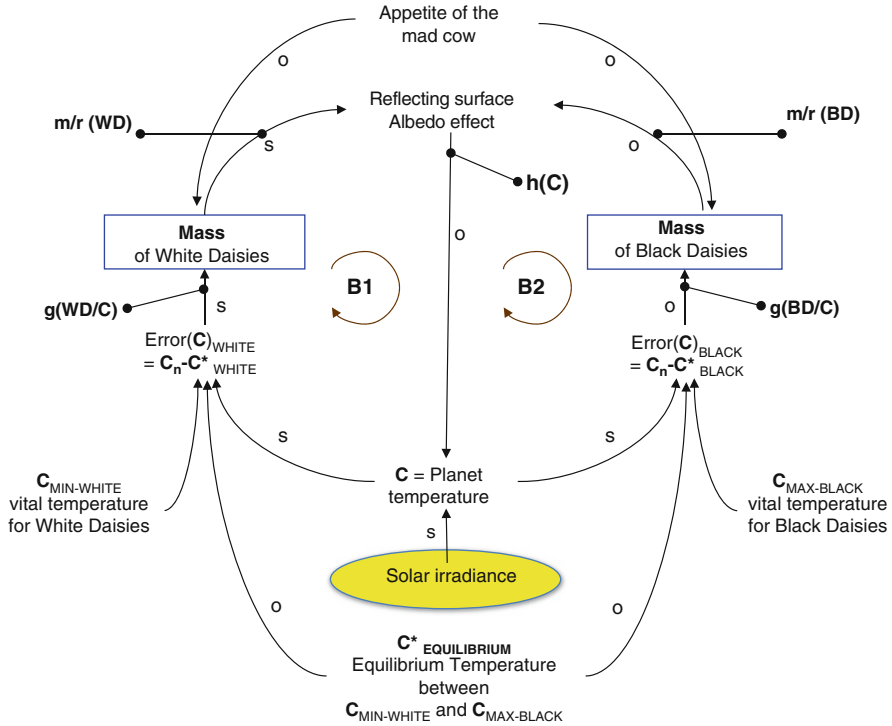 Appetite of the
mad cow
o
o
Reflecting surface
Albedo effect
m/r (WD)
m/r (BD)
s
o
h(C)
o
Mass
of White Daisies
Mass
of Black Daisies
B1
B2
g(WD/C)
s
o
g(BD/C)
Error(C)WHITE
= Cn-C* WHITE
Error(C)BLACK
= Cn-C* BLACK
s
s
C = Planet
temperature
CMIN-WHITE
vital temperature
for White Daisies
CMAX-BLACK
vital temperature
for Black Daisies
s
Solar irradiance
o
o
C* EQUILIBRIUM
Equilibrium Temperature
between
CMIN-WHITE and CMAX-BLACK